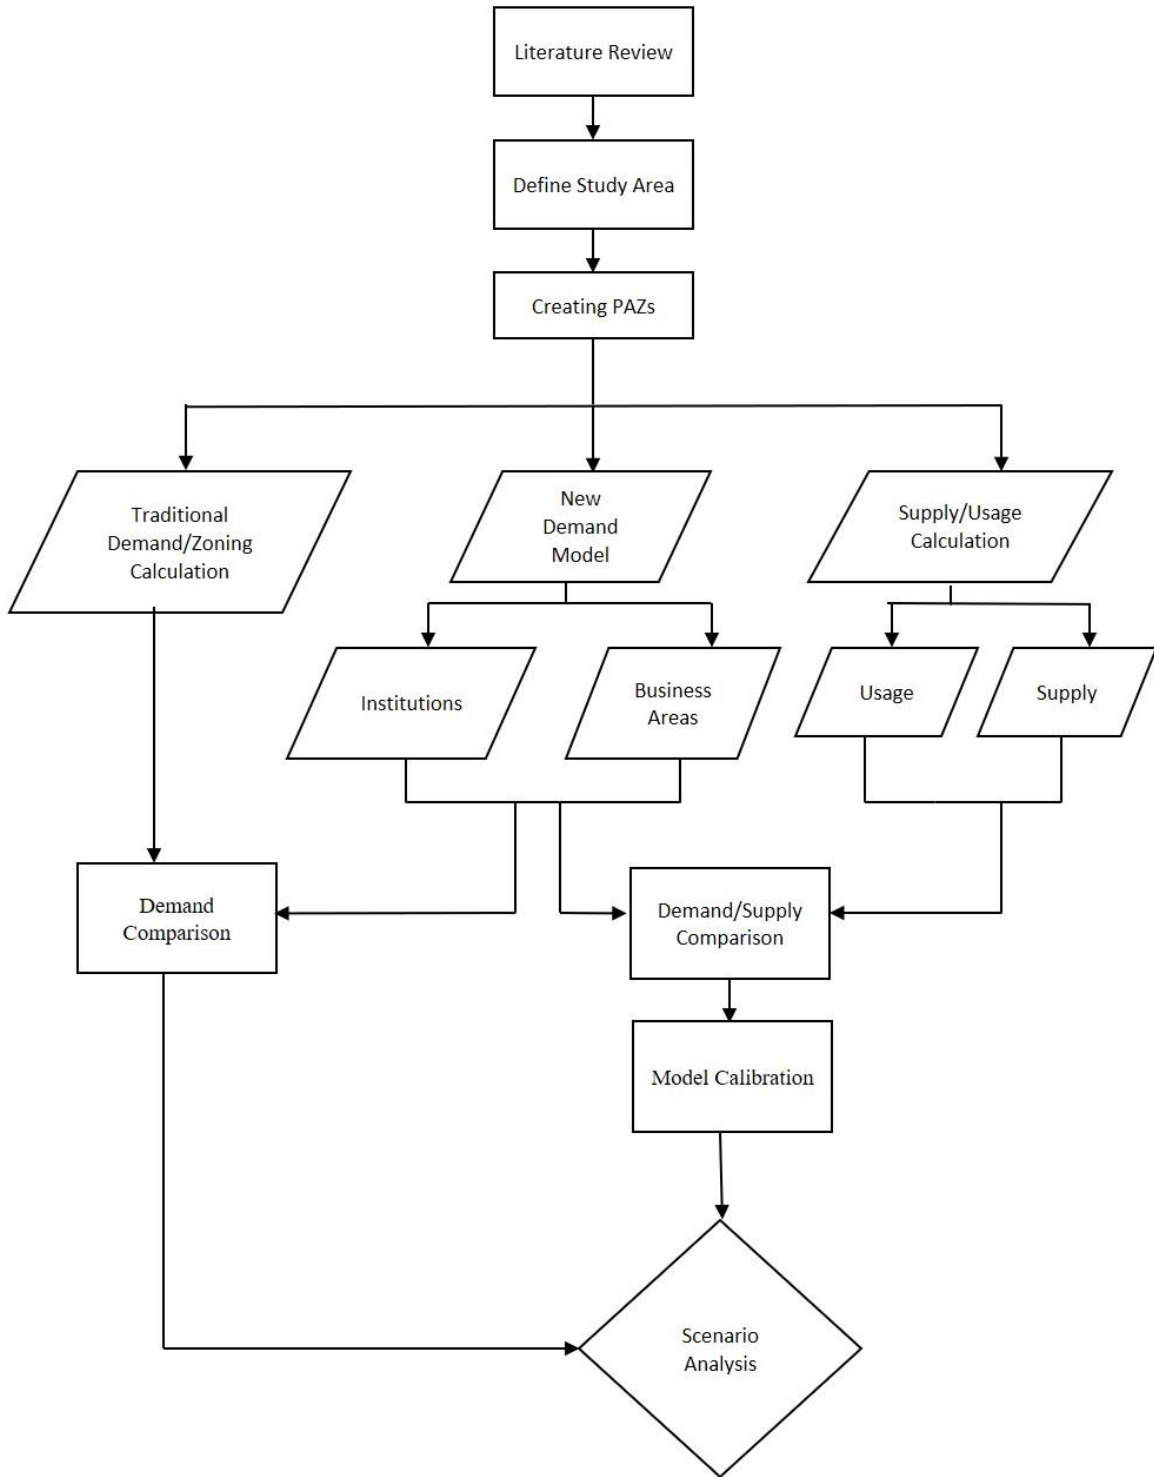 Literature Review
Define Study Area
Creating PAZs
Traditional
Demand/Zoning
Calculation
New
Demand
Model
Supply/Usage
Calculation
Institutions
Business
Areas
Usage
Supply
Demand
Comparison
Demand/Supply
Comparison
Model Calibration
Scenario
Analysis